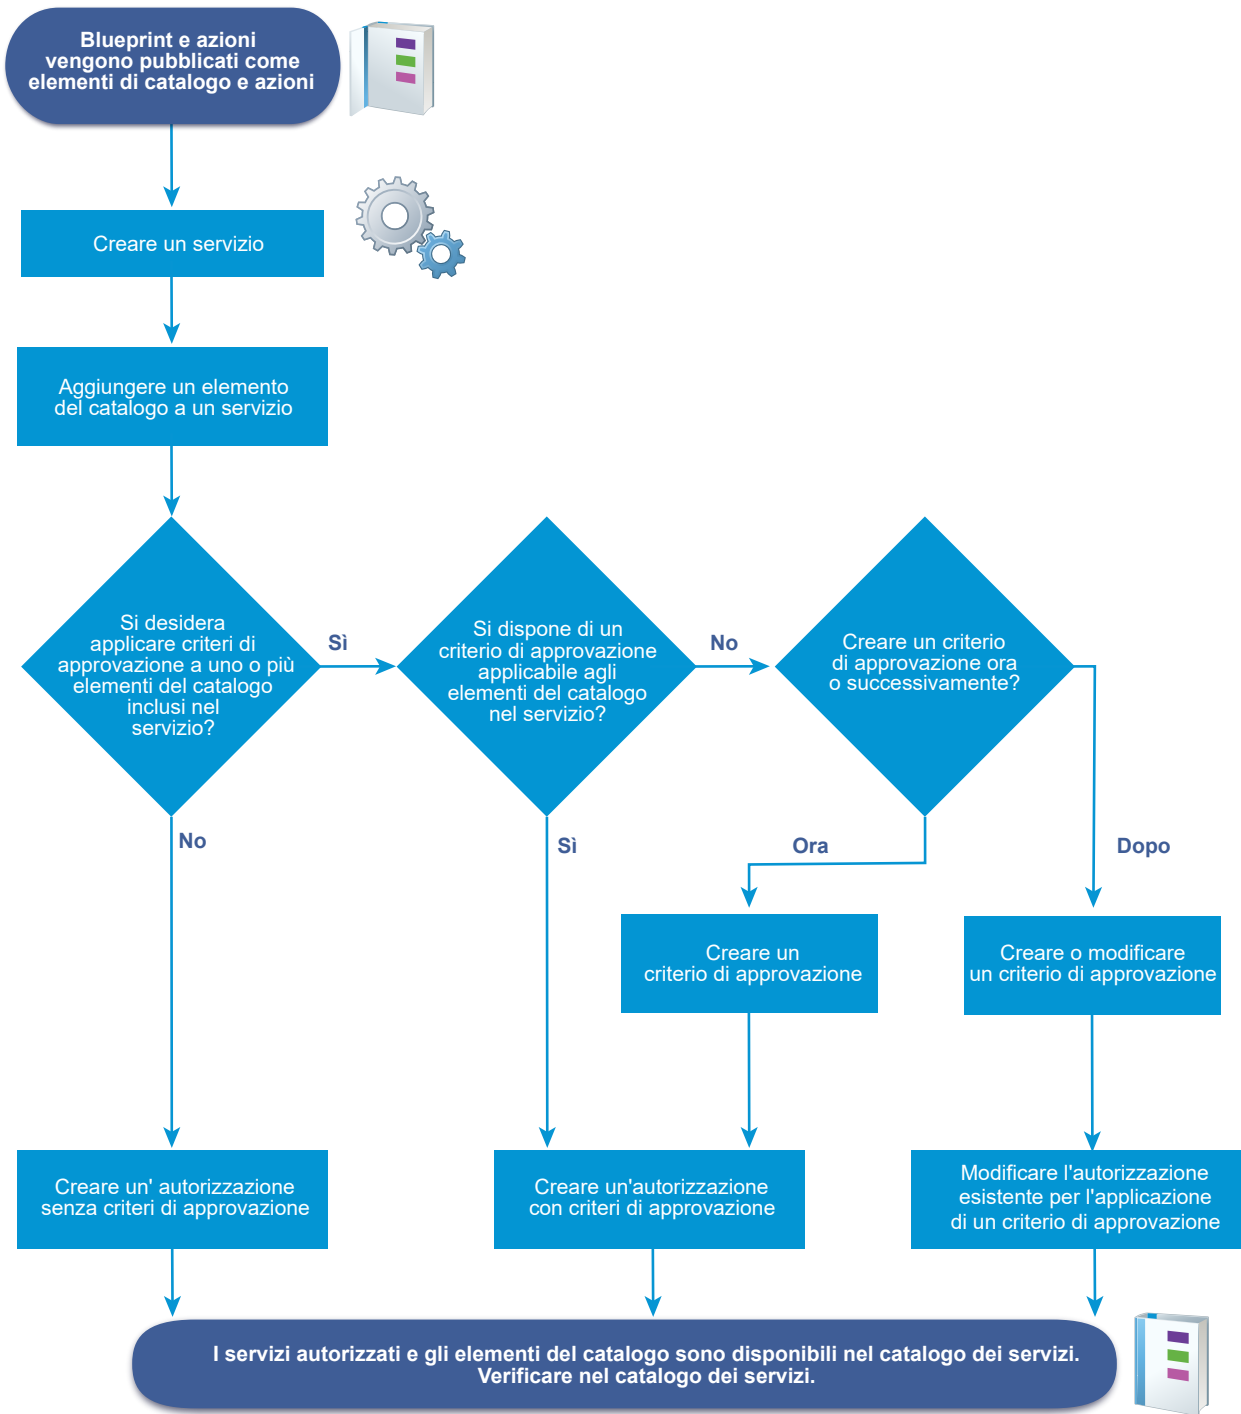 Blueprint e azioni
vengono pubblicati come
elementi di catalogo e azioni
Creare un servizio
Aggiungere un elemento
del catalogo a un servizio
Si desidera
applicare criteri di
approvazione a uno o più
elementi del catalogo
inclusi nel
servizio?
Sì
Si dispone di un
criterio di approvazione
applicabile agli
elementi del catalogo
nel servizio?
No
Creare un criterio
di approvazione ora
o successivamente?
No
Sì
Ora
Dopo
Creare un
criterio di approvazione
Creare o modificare
un criterio di approvazione
Creare un' autorizzazione
senza criteri di approvazione
Creare un'autorizzazione
con criteri di approvazione
Modificare l'autorizzazione
esistente per l'applicazione
di un criterio di approvazione
I servizi autorizzati e gli elementi del catalogo sono disponibili nel catalogo dei servizi.
Verificare nel catalogo dei servizi.